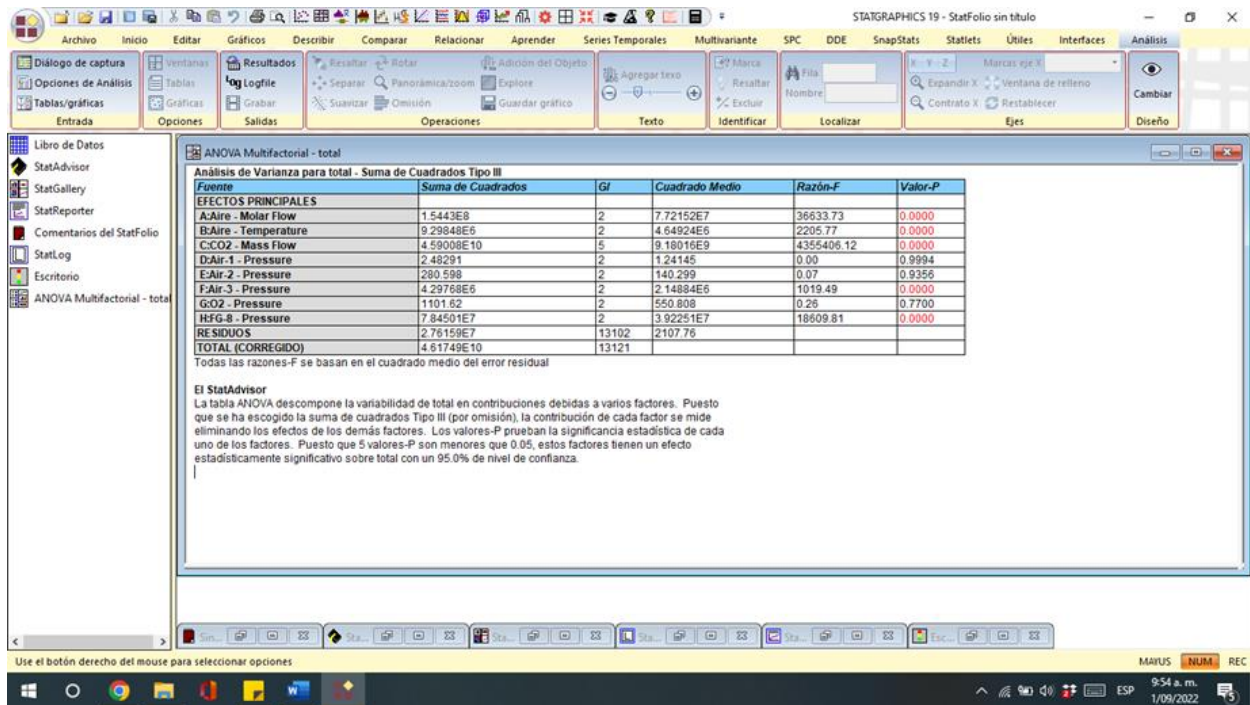 STATGRAPHICS 19 - StatFolio sin título
Archivo Inicio Editar Gráficos Describir Comparar Relacionar Aprender Series Temporales Multivariante SPC DDE SnapStats Statlets Útiles Interfaces Análisis
Diálogo de captura Ventanas Resultados Resaltar Rotar Adición del Objeto Agregar texo Marca Fila X Y Z Marcas eje X
Opciones de Análisis Tablas Logfile Separar Panorámica/zoom Explore Resaltar Nombre Expandir X Ventana de relleno Cambiar
Tablas/gráficas Gráficas Grabar Suavizar Omisión Guardar gráfico Excluir Contrato X Restablecer
Entrada Opciones Salidas Operaciones Texto Identificar Localizar Ejes Diseño
Libro de Datos
StatAdvisor
StatGallery
StatReporter
Comentarios del StatFolio
StatLog
Escritorio
ANOVA Multifactorial - total
ANOVA Multifactorial - total
Análisis de Varianza para total - Suma de Cuadrados Tipo III
Fuente Suma de Cuadrados Gl Cuadrado Medio Razón-F Valor-P
EFECTOS PRINCIPALES
A:Aire - Molar Flow 1.5443E8 2 7.72152E7 36633.73 0.0000
B:Aire - Temperature 9.29848E6 2 4.64924E6 2205.77 0.0000
C:CO2 - Mass Flow 4.59008E10 5 9.18016E9 4355406.12 0.0000
D:Air-1 - Pressure 2.48291 2 1.24145 0.00 0.9994
E:Air-2 - Pressure 280.598 2 140.299 0.07 0.9356
F:Air-3 - Pressure 4.29768E6 2 2.14884E6 1019.49 0.0000
G:O2 - Pressure 1101.62 2 550.808 0.26 0.7700
H:FG-8 - Pressure 7.84501E7 2 3.92251E7 18609.81 0.0000
RESIDUOS 2.76159E7 13102 2107.76
TOTAL (CORREGIDO) 4.61749E10 13121
Todas las razones-F se basan en el cuadrado medio del error residual
El StatAdvisor
La tabla ANOVA descompone la variabilidad de total en contribuciones debidas a varios factores. Puesto
que se ha escogido la suma de cuadrados Tipo III (por omisión), la contribución de cada factor se mide
eliminando los efectos de los demás factores. Los valores-P prueban la significancia estadística de cada
uno de los factores. Puesto que 5 valores-P son menores que 0.05, estos factores tienen un efecto
estadísticamente significativo sobre total con un 95.0% de nivel de confianza.
Sin... Sta... Sta... Sta... Sta... Esc...
Use el botón derecho del mouse para seleccionar opciones MAYUS NUM REC
ESP 9:54 a. m.
1/09/2022